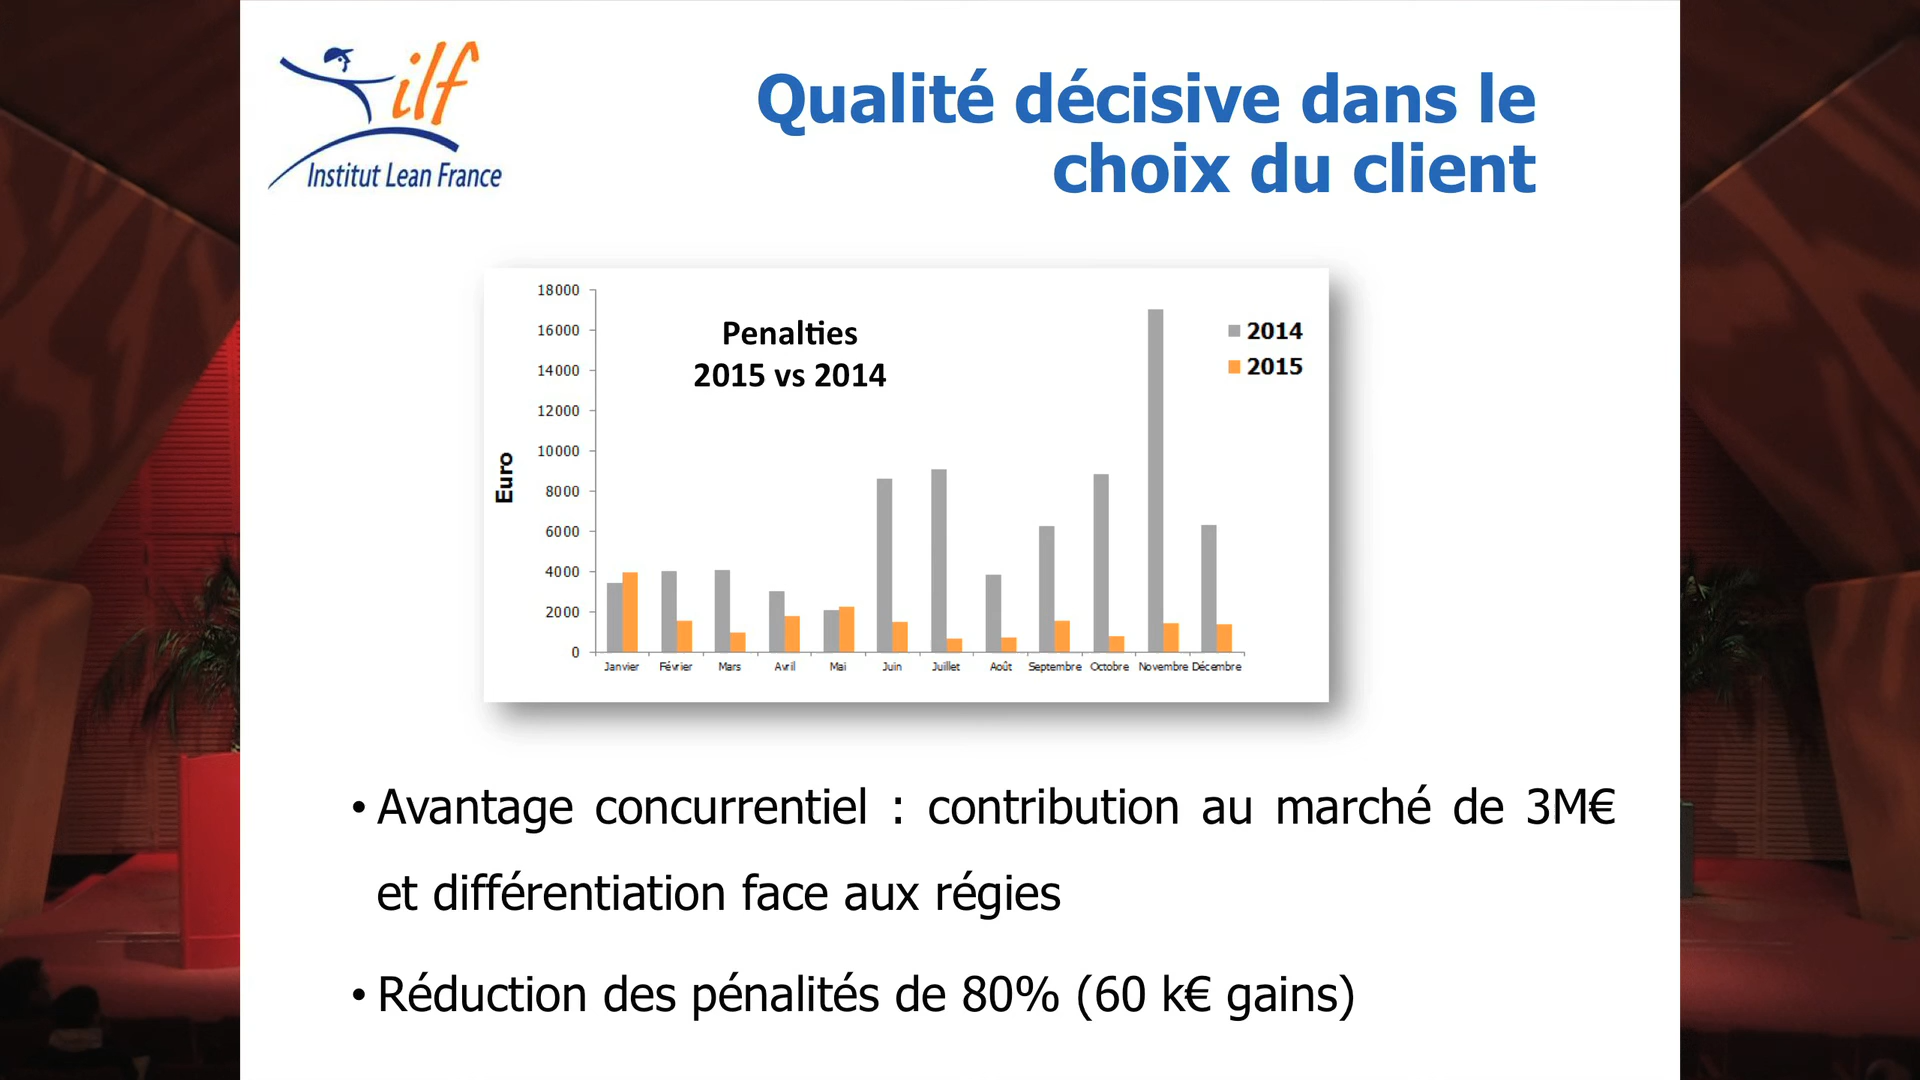 ilf
Institut Lean France
Qualité décisive dans le
choix du client
Penalties
2015 vs 2014
2014
2015
Euro
18000
16000
14000
12000
10000
8000
6000
4000
2000
0
Janvier Février Mars Avril Mai Juin Juillet Août Septembre Octobre Novembre Décembre
• Avantage concurrentiel : contribution au marché de 3M€
et différentiation face aux régies
• Réduction des pénalités de 80% (60 k€ gains)